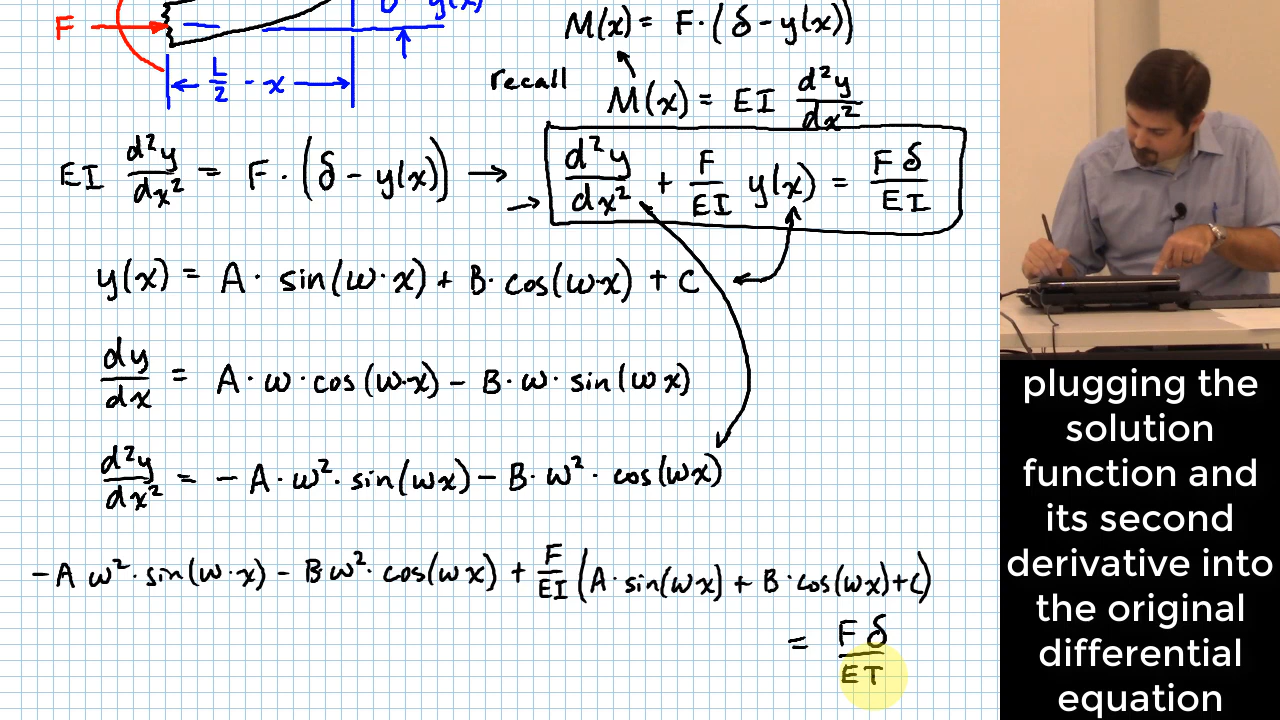 F
L/2 - x
y(x)
M(x) = F · (δ - y(x))
recall
M(x) = EI d²y/dx²
EI d²y/dx² = F · (δ - y(x)) → d²y/dx² + F/EI y(x) = Fδ/EI
y(x) = A · sin(ω·x) + B · cos(ω·x) + C
dy/dx = A · ω · cos(ω·x) - B · ω · sin(ωx)
d²y/dx² = - A · ω² · sin(ωx) - B · ω² · cos(ωx)
-A ω² · sin(ω·x) - Bω² · cos(ωx) + F/EI (A · sin(ωx) + B · cos(ωx) + C)
= Fδ/EI
plugging the
solution
function and
its second
derivative into
the original
differential
equation